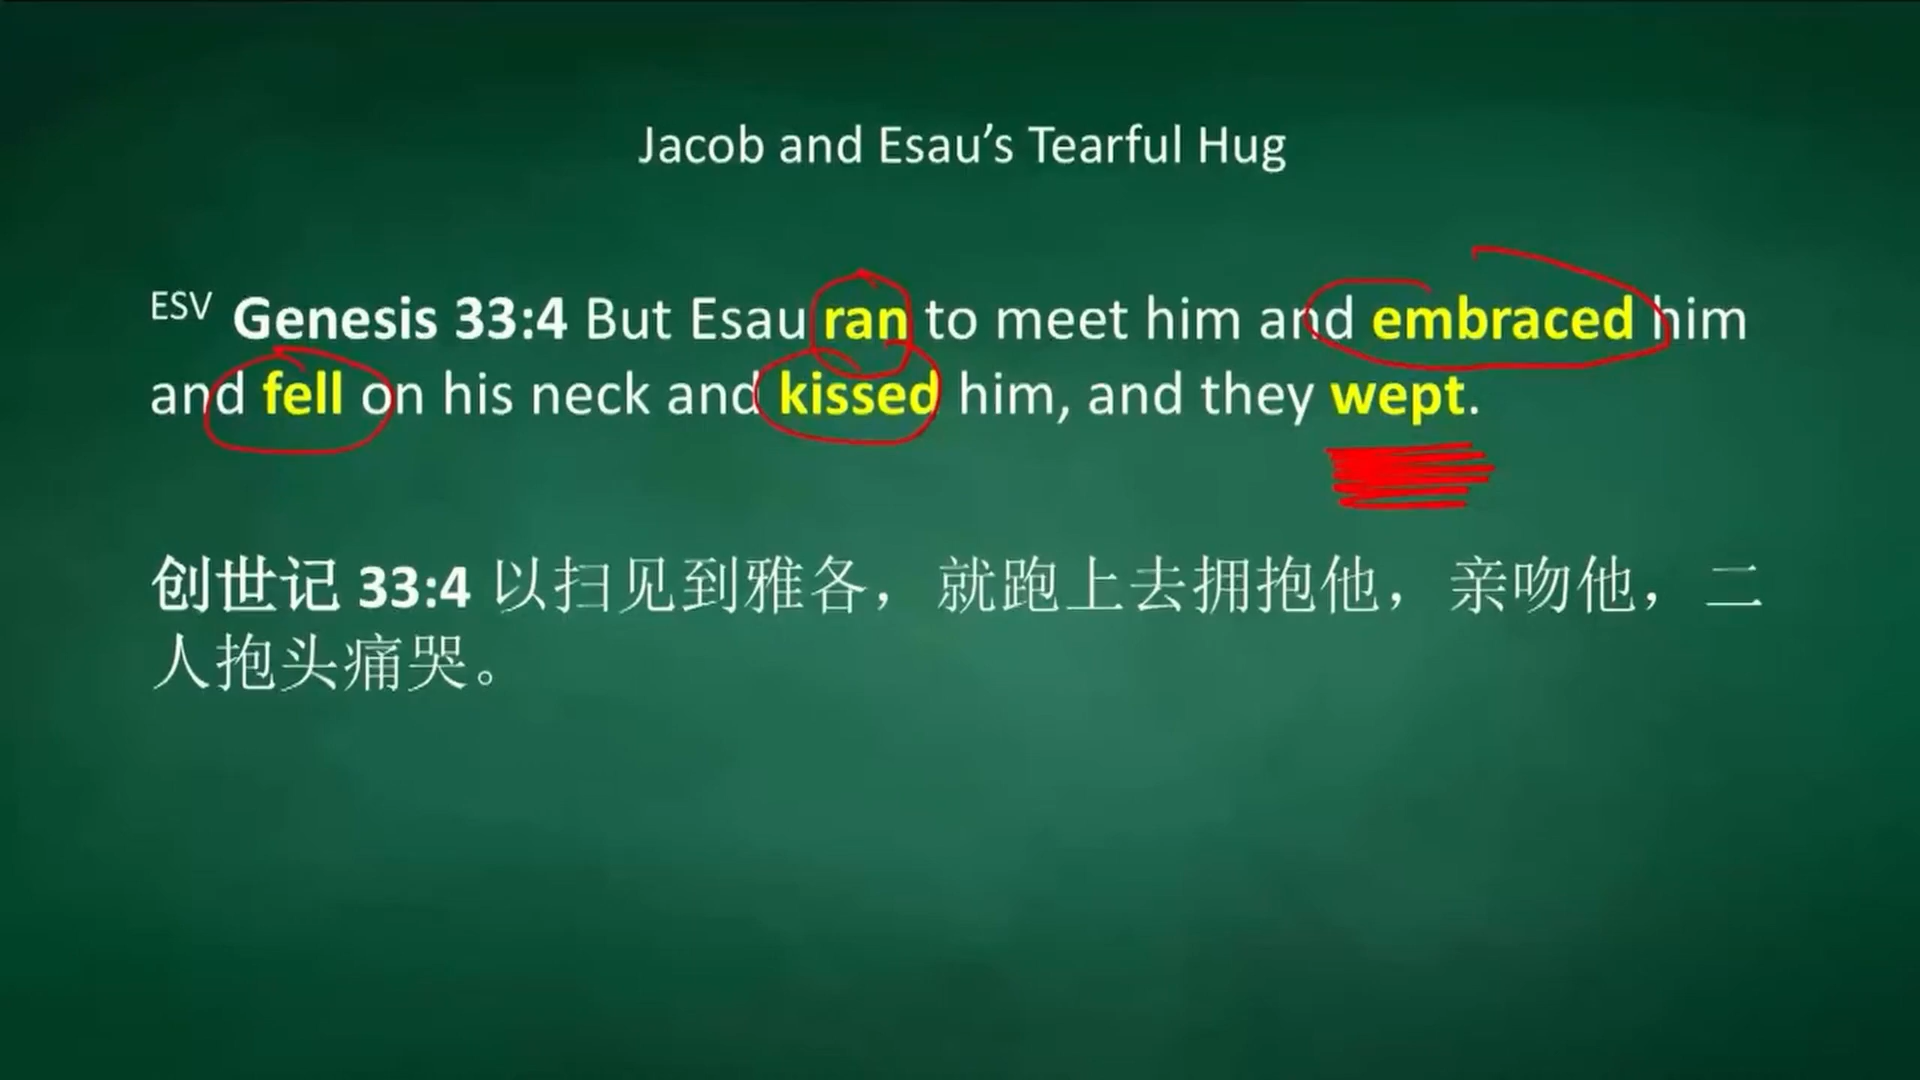 Jacob and Esau’s Tearful Hug
ESV Genesis 33:4 But Esau ran to meet him and embraced him
and fell on his neck and kissed him, and they wept.
创世记 33:4 以扫见到雅各，就跑上去拥抱他，亲吻他，二
人抱头痛哭。